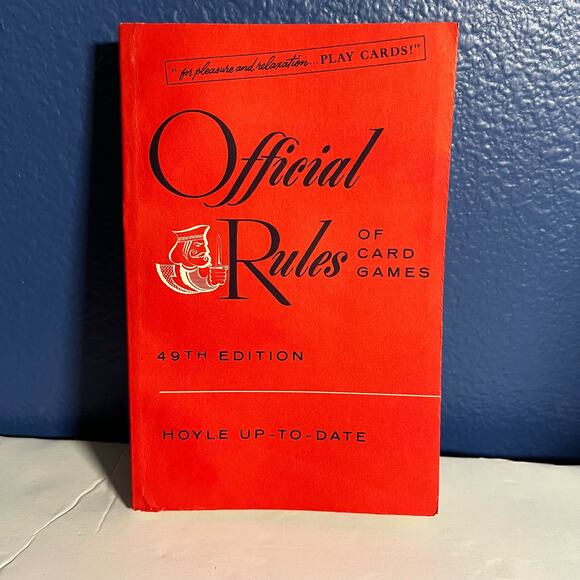 "for pleasure and relaxation... PLAY CARDS!"
Official
Rules OF CARD GAMES
49TH EDITION
HOYLE UP-TO-DATE